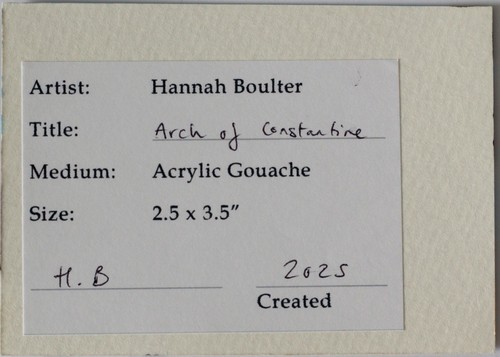 Artist: Hannah Boulter
Title: Arch of Constantine
Medium: Acrylic Gouache
Size: 2.5 x 3.5″
H.B 2025
Created